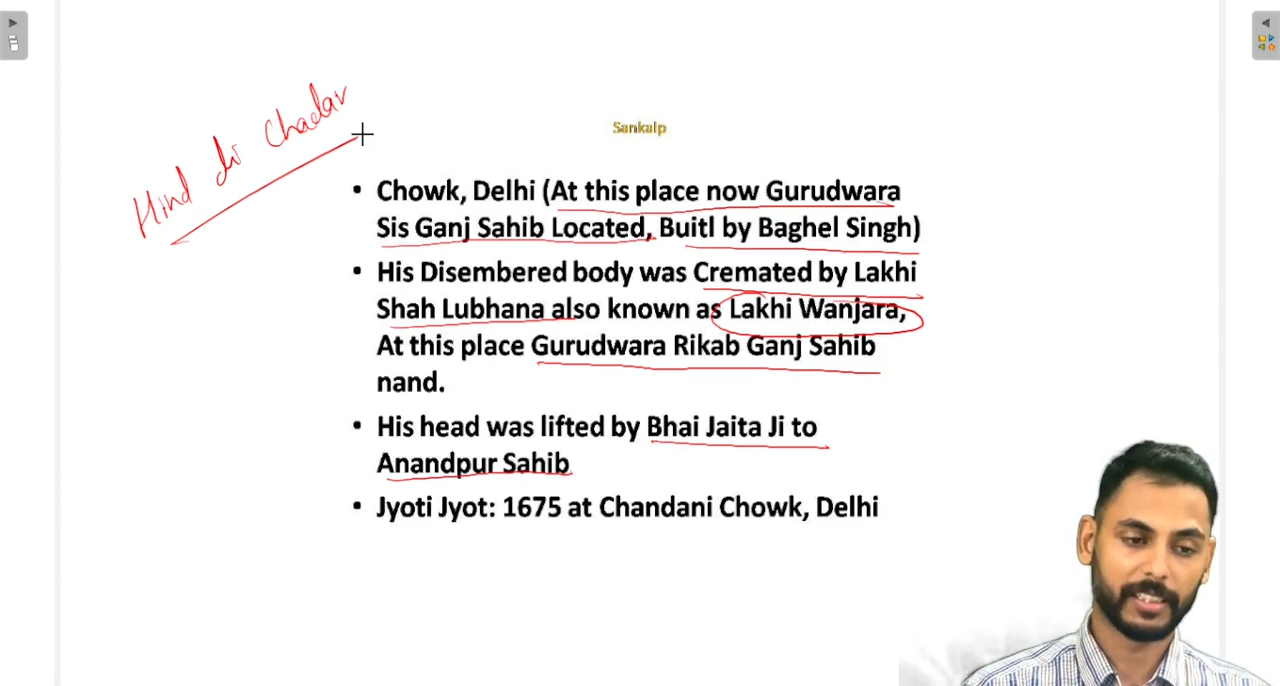 Hind di Chadar
Sankalp
• Chowk, Delhi (At this place now Gurudwara
Sis Ganj Sahib Located, Buitl by Baghel Singh)
• His Disembered body was Cremated by Lakhi
Shah Lubhana also known as Lakhi Wanjara,
At this place Gurudwara Rikab Ganj Sahib
nand.
• His head was lifted by Bhai Jaita Ji to
Anandpur Sahib
• Jyoti Jyot: 1675 at Chandani Chowk, Delhi